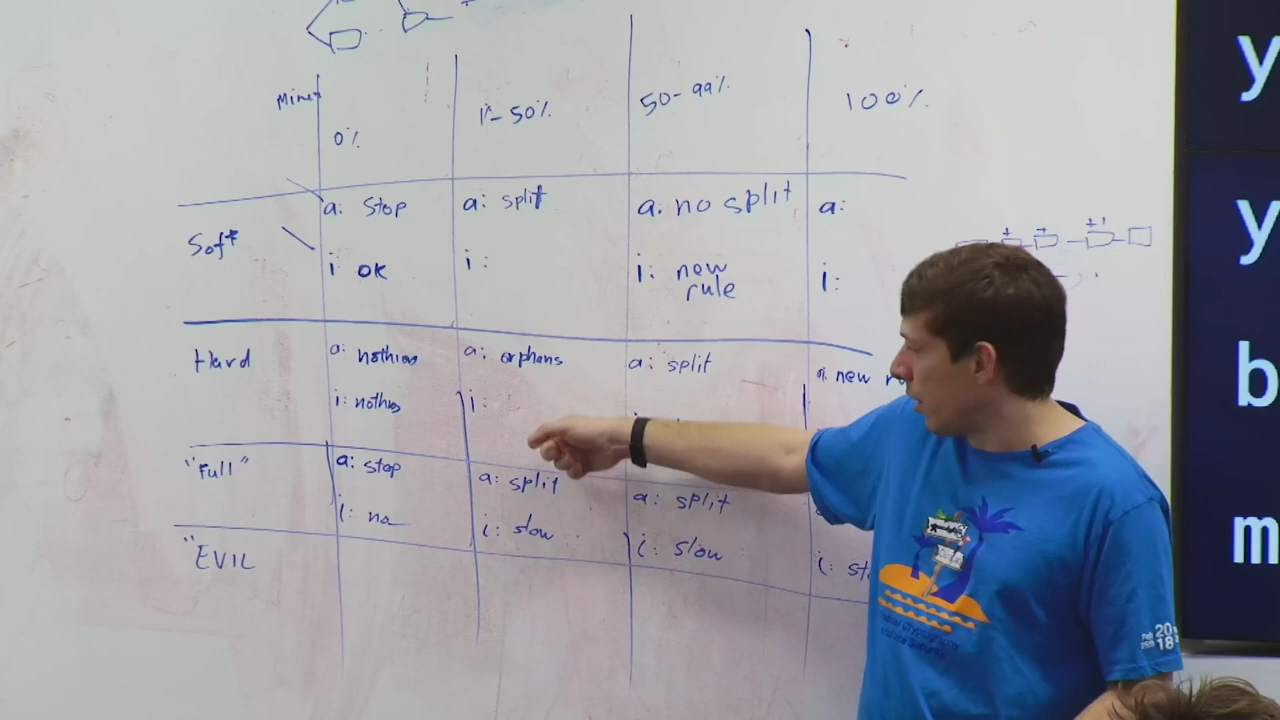 Miner
0%
1%-50%
50-99%
100%
Soft
a: stop
i: ok
a: split
i:
a: no split
i: new
rule
a:
i:
Hard
a: nothing
i: nothing
a: orphans
i:
a: split
a: new
"Full"
a: stop
i: no
a: split
i: slow
a: split
i: slow
i:
"EVIL
y
y
b
m
2018